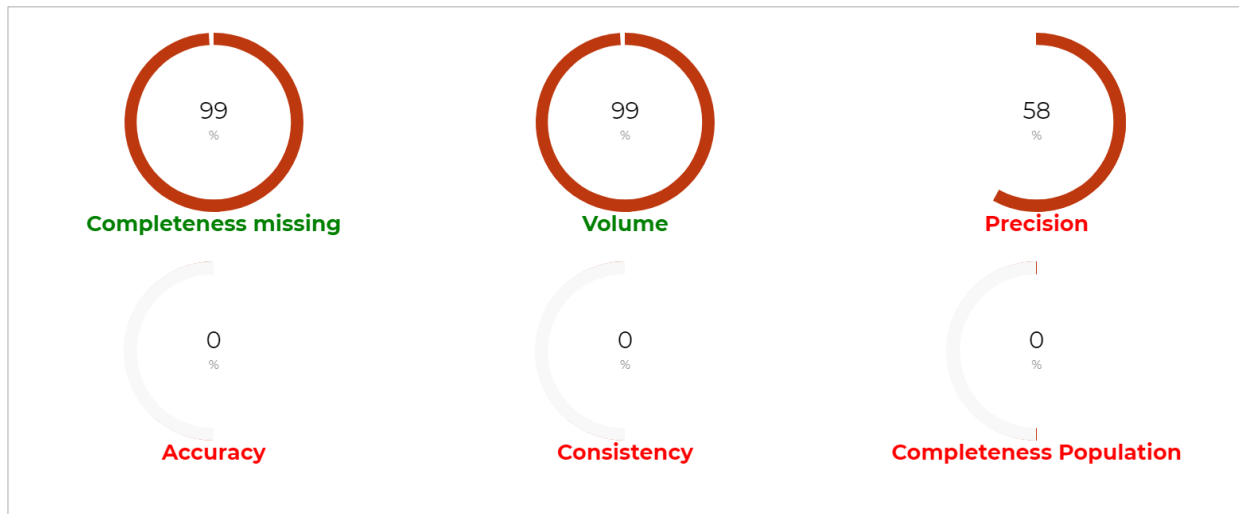 99
%
Completeness missing
99
%
Volume
58
%
Precision
0
%
Accuracy
0
%
Consistency
0
%
Completeness Population